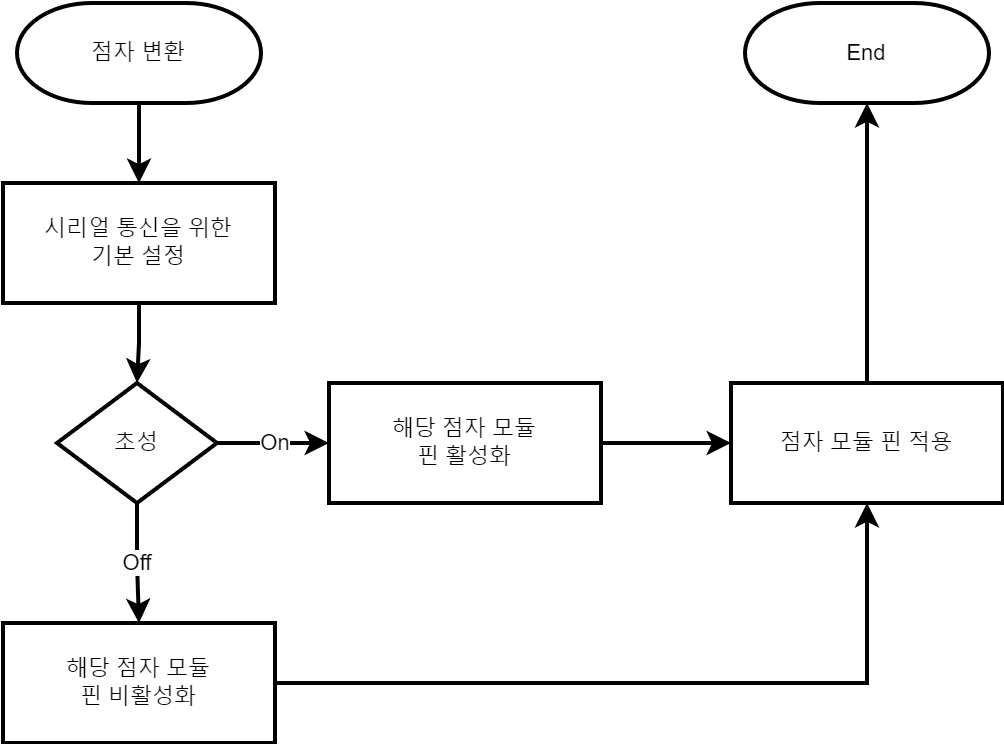 점자 변환
End
시리얼 통신을 위한
기본 설정
초성
On
해당 점자 모듈
핀 활성화
점자 모듈 핀 적용
Off
해당 점자 모듈
핀 비활성화